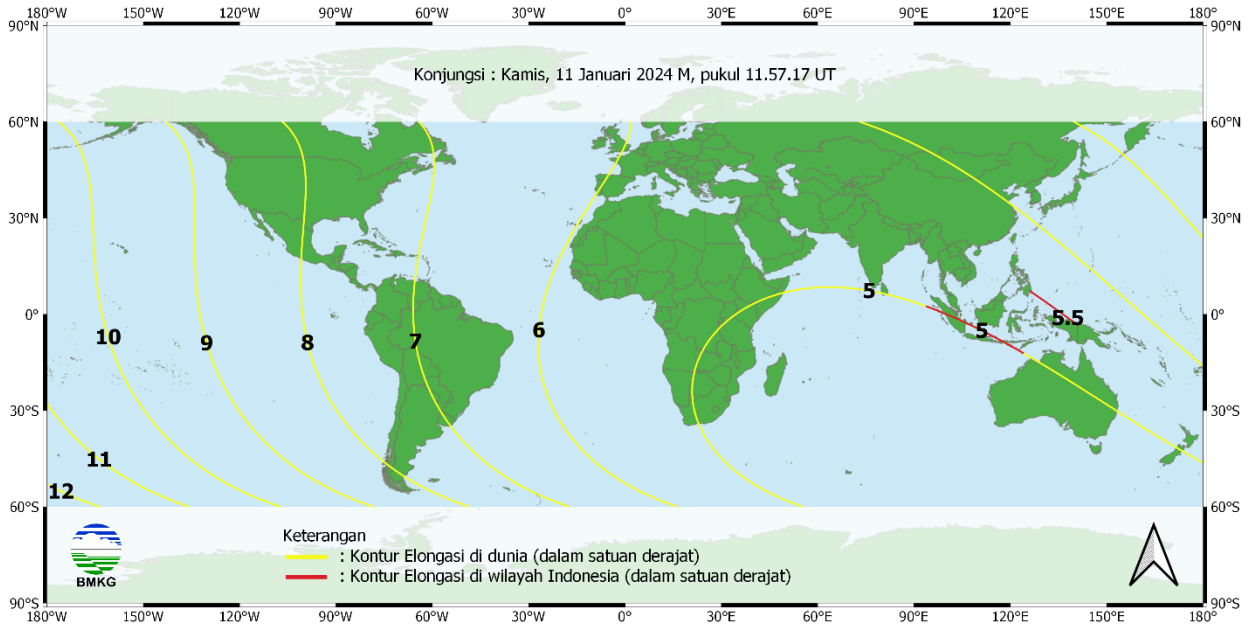 180° 150°W 120°W 90°W 60°W 30°W 0° 30°E 60°E 90°E 120°E 150°E 180°
90°N 90°N
Konjungsi : Kamis, 11 Januari 2024 M, pukul 11.57.17 UT
60°N 60°N
30°N 30°N
5
0° 5 5.5 0°
10 9 8 7 6
30°S 30°S
11
12
60°S 60°S
Keterangan
: Kontur Elongasi di dunia (dalam satuan derajat)
: Kontur Elongasi di wilayah Indonesia (dalam satuan derajat)
BMKG
90°S 90°S
180° 150°W 120°W 90°W 60°W 30°W 0° 30°E 60°E 90°E 120°E 150°E 180°